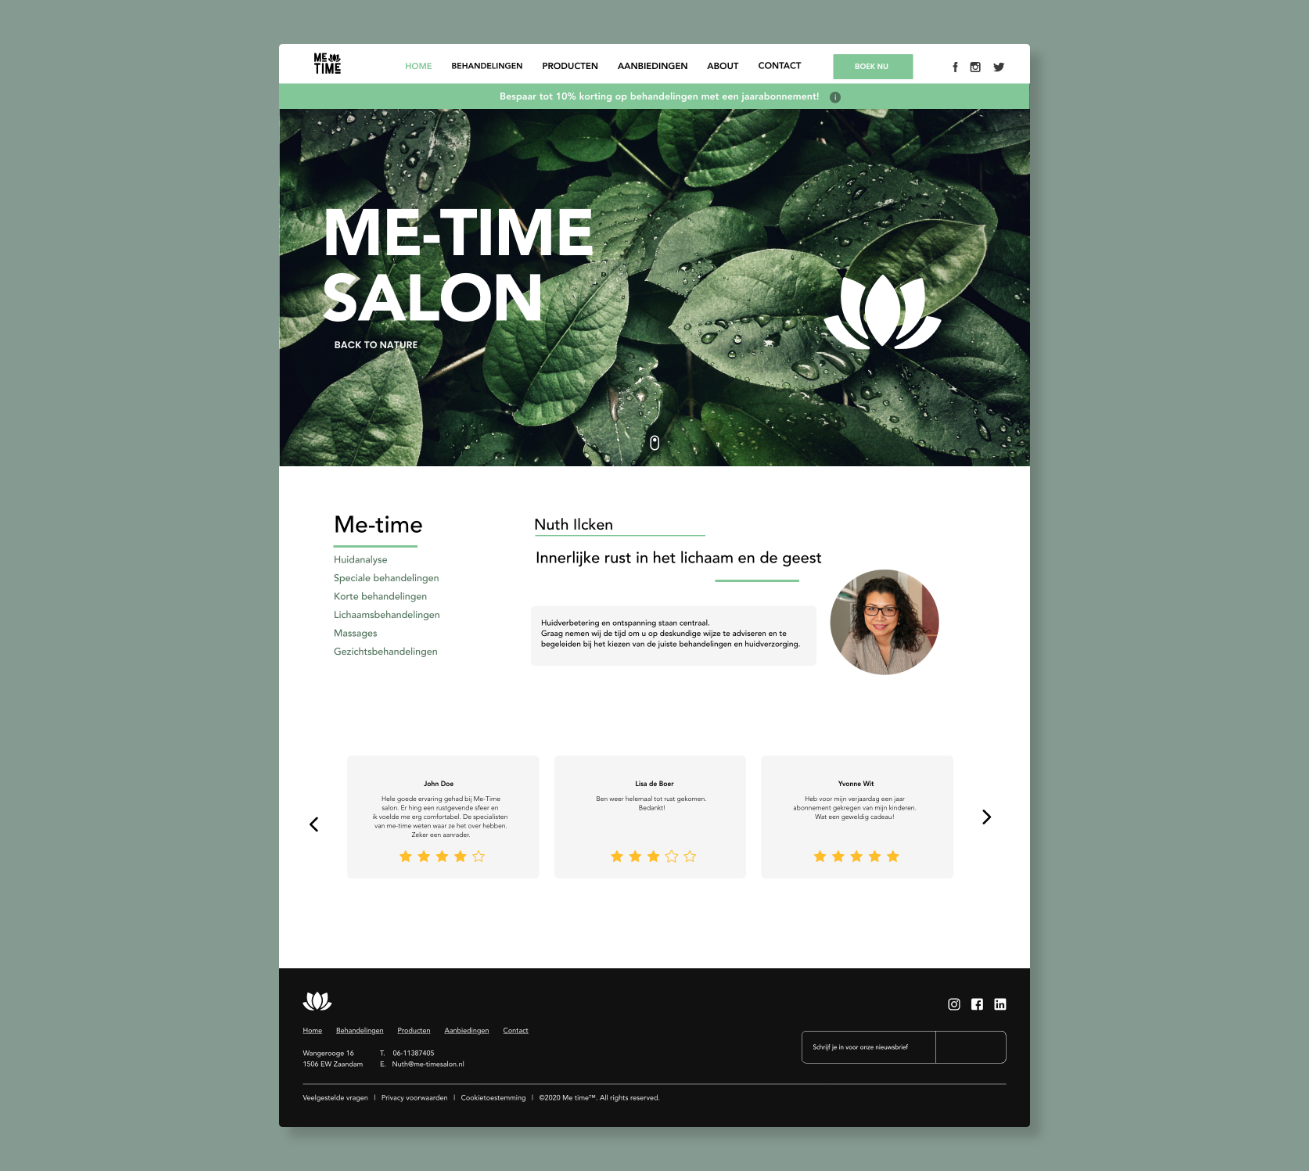 ME TIME
HOME BEHANDELINGEN PRODUCTEN AANBIEDINGEN ABOUT CONTACT BOEK NU
Bespaar tot 10% korting op behandelingen met een jaarabonnement! i
ME-TIME
SALON
BACK TO NATURE
Me-time
Huidanalyse
Speciale behandelingen
Korte behandelingen
Lichaamsbehandelingen
Massages
Gezichtsbehandelingen
Nuth Ilcken
Innerlijke rust in het lichaam en de geest
Huidverbetering en ontspanning staan centraal.
Graag nemen wij de tijd om u op deskundige wijze te adviseren en te
begeleiden bij het kiezen van de juiste behandelingen en huidverzorging.
John Doe
Hele goede ervaring gehad bij Me-Time
salon. Er hing een rustgevende sfeer en
ik voelde me erg comfortabel. De specialisten
van me-time weten waar ze het over hebben.
Zeker een aanrader.
Lisa de Boer
Ben weer helemaal tot rust gekomen.
Bedankt!
Yvonne Wit
Heb voor mijn verjaardag een jaar
abonnement gekregen van mijn kinderen.
Wat een geweldig cadeau!
Home Behandelingen Producten Aanbiedingen Contact
Wangerooge 16 T. 06-11387405
1506 EW Zaandam E. Nuth@me-timesalon.nl
Schrijf je in voor onze nieuwsbrief
Veelgestelde vragen | Privacy voorwaarden | Cookietoestemming | ©2020 Me time™. All rights reserved.